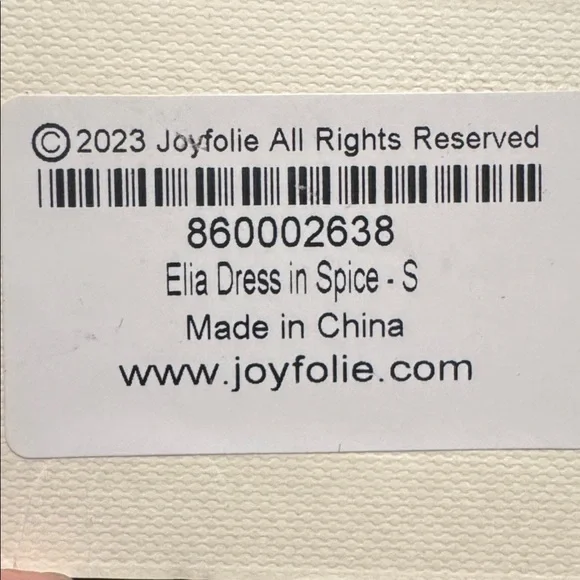 © 2023 Joyfolie All Rights Reserved
860002638
Elia Dress in Spice - S
Made in China
www.joyfolie.com